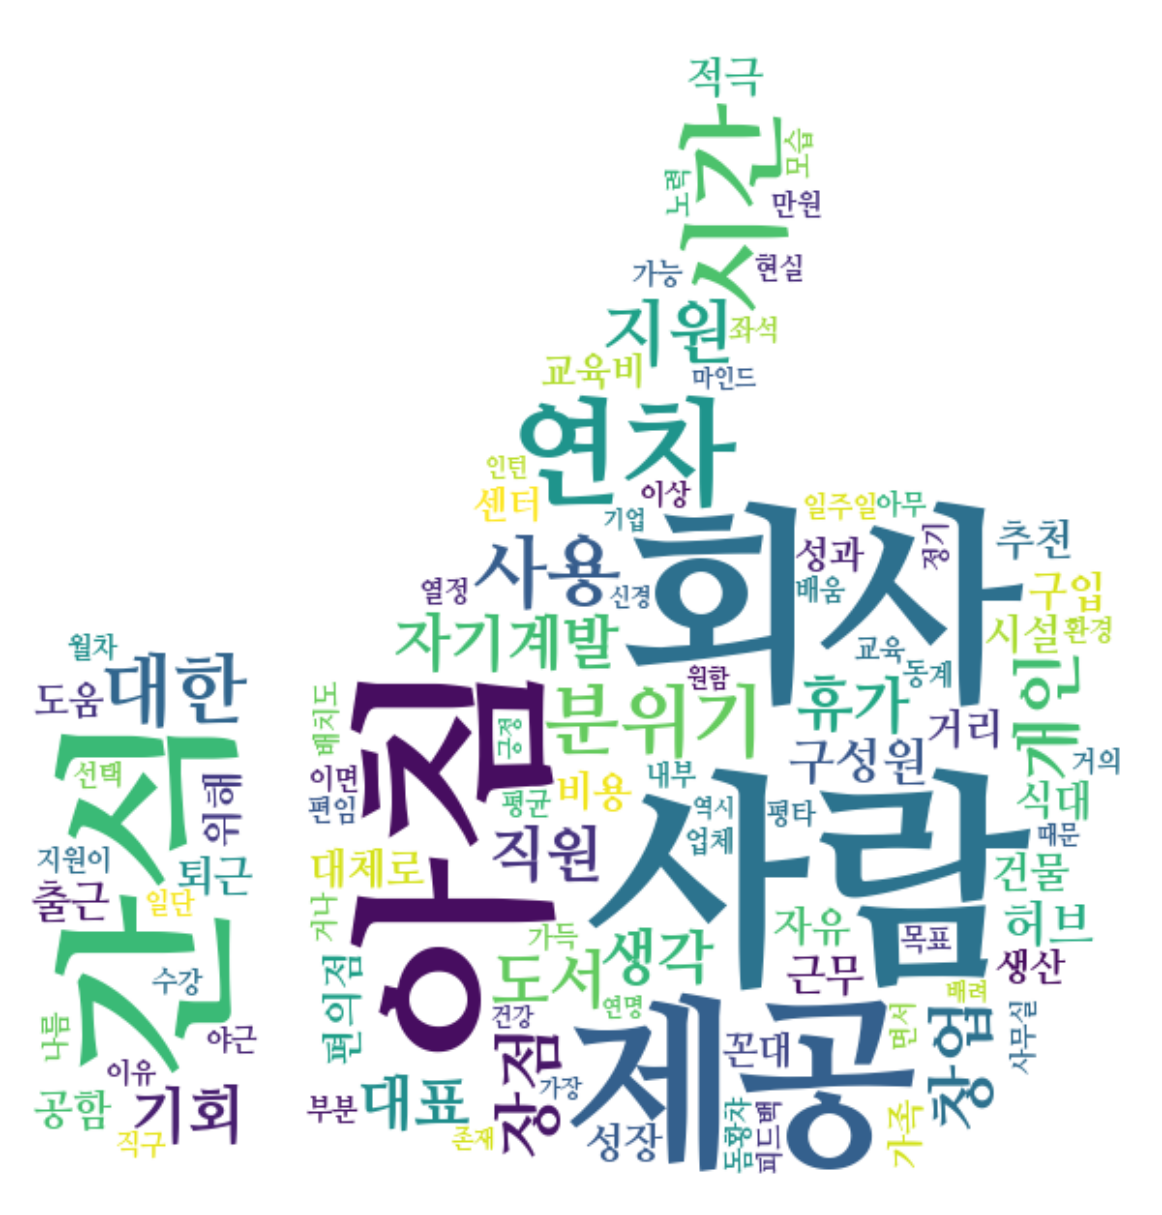 적극
시간
모습
노력
만원
가능
현실
지원
좌석
교육비
마인드
연차
인턴
센터
이상
기업
일주일
아무
회사
사용
성과
정기
추천
열정
신경
배움
구입
자기계발
시설
환경
월차
대한
교육
동계
개인
원함
도움
배치도
아침
긍정
분위기
휴가
거리
간식
선택
위해
이면
편임
평균
비용
내부
구성원
거의
역시
평타
식대
지원이
퇴근
대체로
직원
업체
사람
때문
건물
출근
일단
거나
가득
생각
자유
목표
허브
수강
편의점
도서
근무
생산
배려
나름
야근
건강
연명
제공
꼰대
면서
창업
사무실
이유
공함
기회
직구
부분
대표
장점
가장
존재
성장
돔황챠
피드백
가족